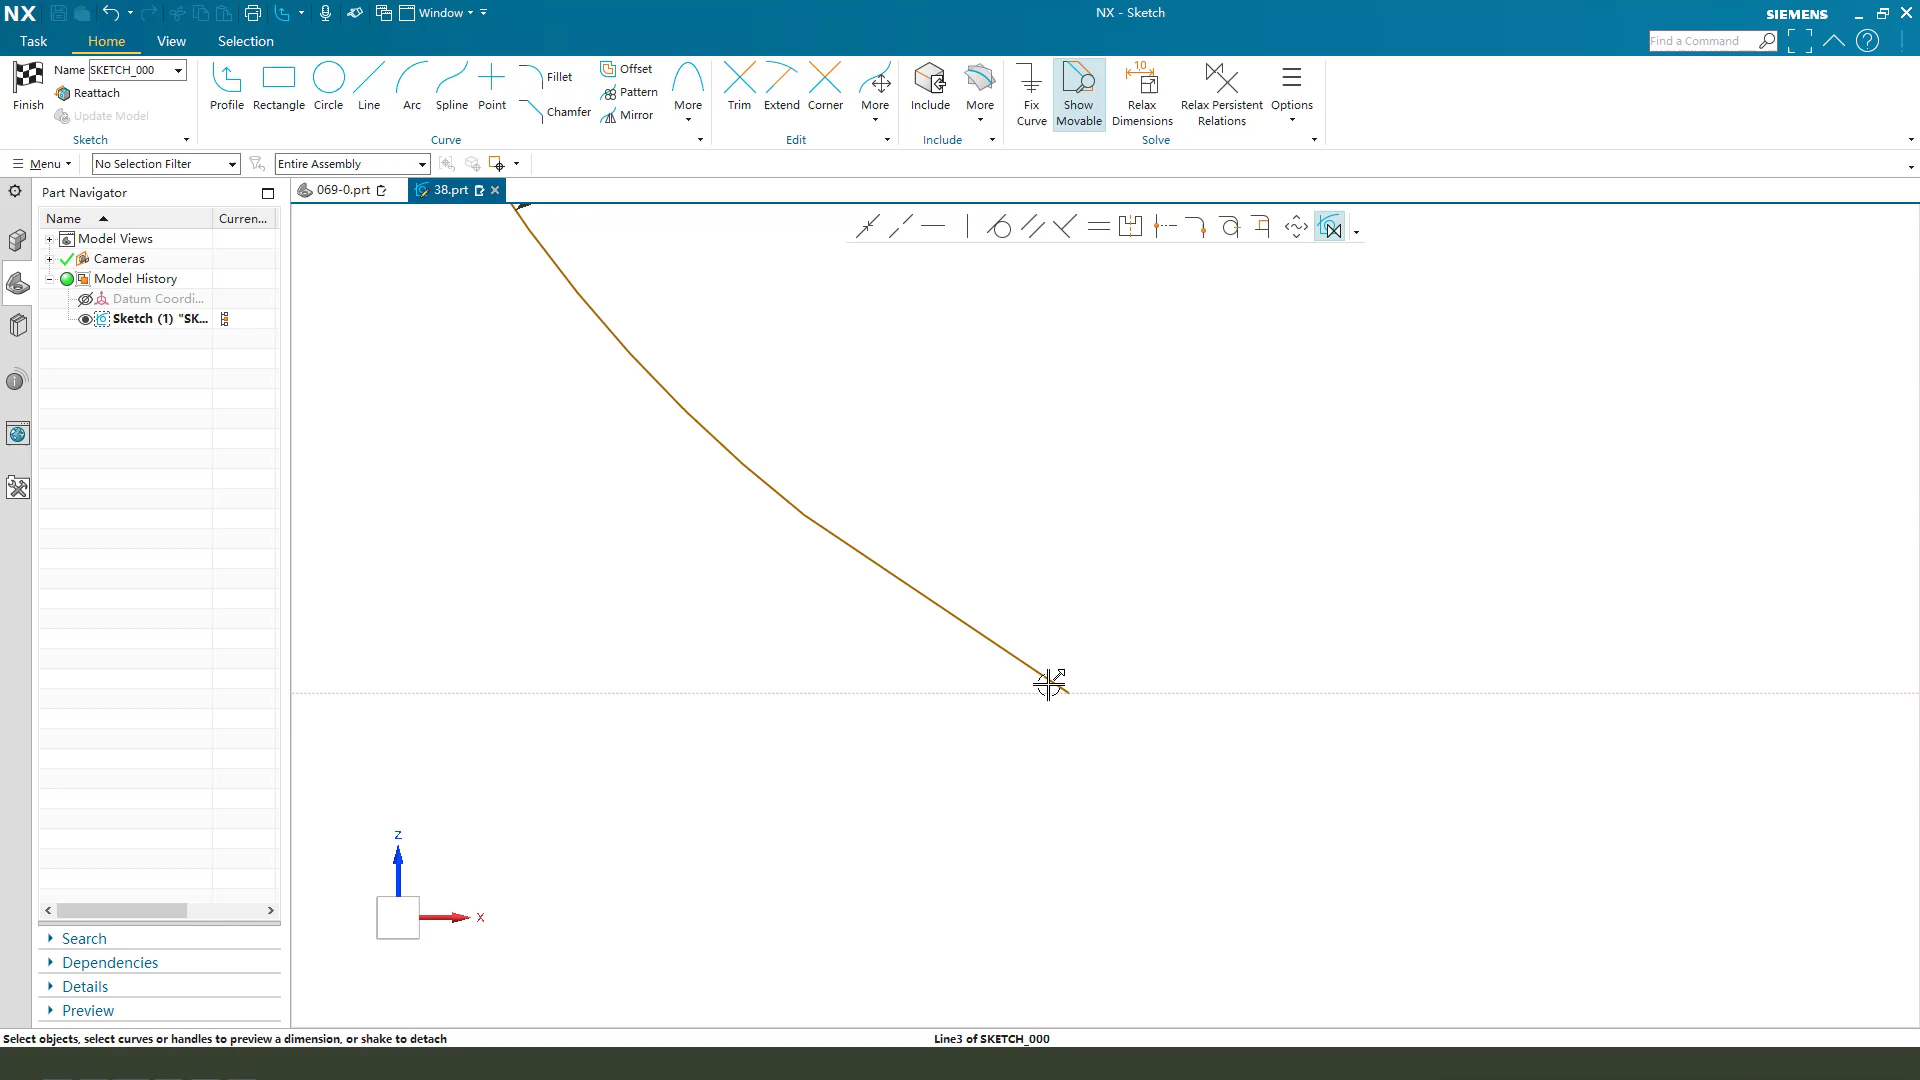 NX
Window
NX - Sketch
SIEMENS
Task
Home
View
Selection
Find a Command
Finish
Name SKETCH_000
Reattach
Update Model
Profile
Rectangle
Circle
Line
Arc
Spline
Point
Fillet
Chamfer
Offset
Pattern
Mirror
More
Trim
Extend
Corner
More
Include
More
Fix
Curve
Show
Movable
1,0
Relax
Dimensions
Relax Persistent
Relations
Options
Sketch
Curve
Edit
Include
Solve
Menu
No Selection Filter
Entire Assembly
Part Navigator
069-0.prt
38.prt
Name
Curren...
Model Views
Cameras
Model History
Datum Coordi...
Sketch (1) "SK...
Z
X
Search
Dependencies
Details
Preview
Select objects, select curves or handles to preview a dimension, or shake to detach
Line3 of SKETCH_000